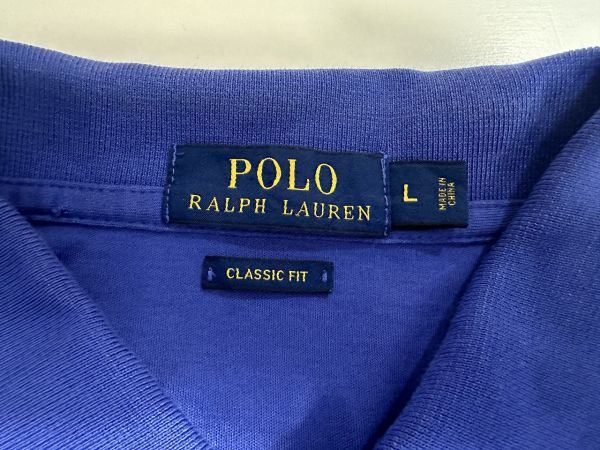 POLO
RALPH LAUREN
L
MADE IN
CHINA
CLASSIC FIT